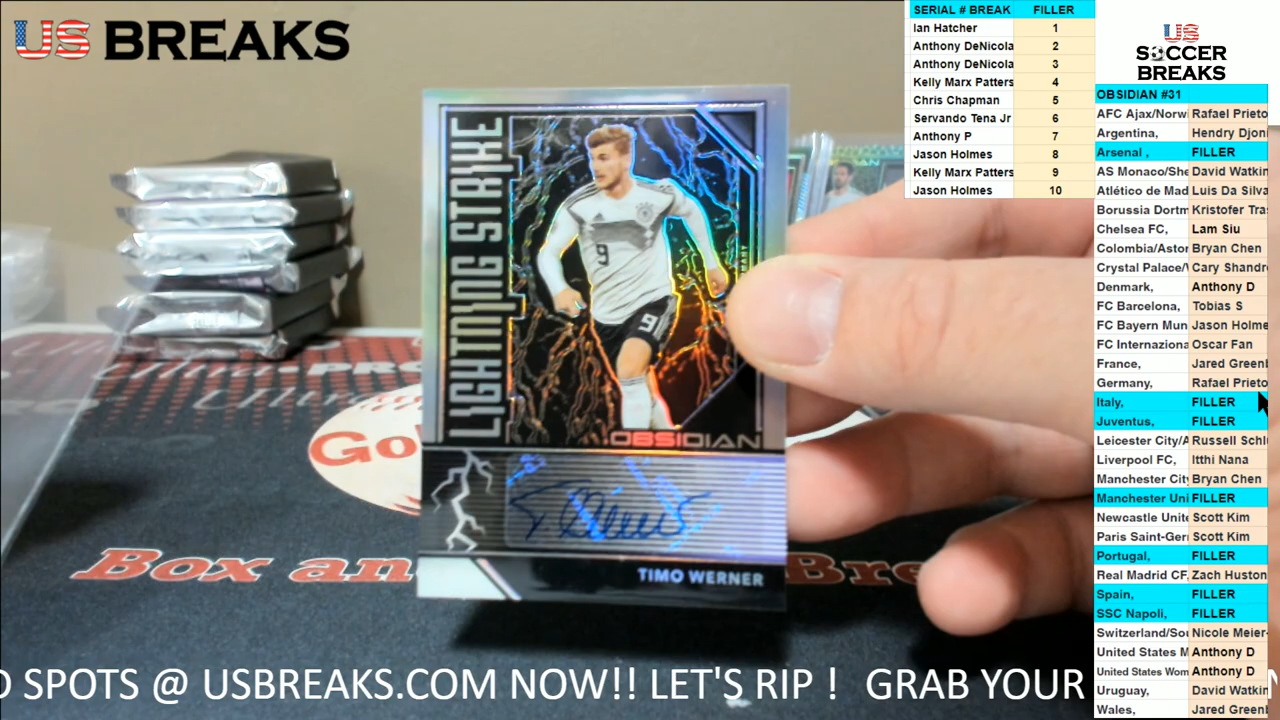 US BREAKS
SERIAL # BREAK FILLER
Ian Hatcher 1
Anthony DeNicola 2
Anthony DeNicola 3
Kelly Marx Patters 4
Chris Chapman 5
Servando Tena Jr 6
Anthony P 7
Jason Holmes 8
Kelly Marx Patters 9
Jason Holmes 10
US
SOCCER
BREAKS
OBSIDIAN #31
AFC Ajax/Norwi Rafael Prieto
Argentina, Hendry Djon
Arsenal , FILLER
AS Monaco/She David Watkin
Atlético de Mad Luis Da Silva
Borussia Dortm Kristofer Tra
Chelsea FC, Lam Siu
Colombia/Aston Bryan Chen
Crystal Palace/ Cary Shandr
Denmark, Anthony D
FC Barcelona, Tobias S
FC Bayern Mun Jason Holme
FC Internaziona Oscar Fan
France, Jared Green
Germany, Rafael Prieto
Italy, FILLER
Juventus, FILLER
Leicester City/A Russell Schl
Liverpool FC, Itthi Nana
Manchester City Bryan Chen
Manchester Uni FILLER
Newcastle Unite Scott Kim
Paris Saint-Ger Scott Kim
Portugal, FILLER
Real Madrid CF, Zach Huston
Spain, FILLER
SSC Napoli, FILLER
Switzerland/Sou Nicole Meier-
United States M Anthony D
United States Wom Anthony D
Uruguay, David Watkin
Wales, Jared Green
LIGHTNING STRIKE
9
9
OBSIDIAN
TIMO WERNER
Ultra-PRO
Go
Box an
Bre
D SPOTS @ USBREAKS.COM NOW!! LET'S RIP ! GRAB YOUR